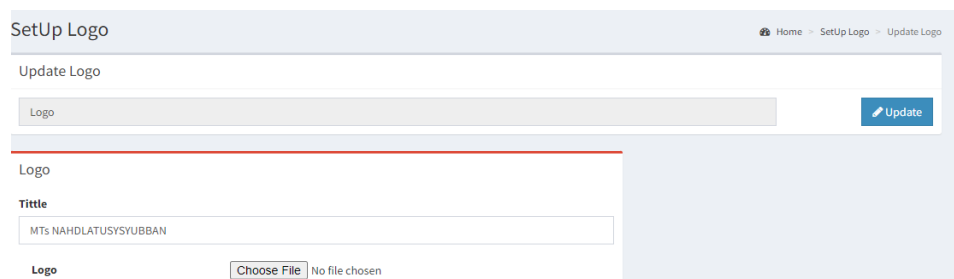 SetUp Logo
Home > SetUp Logo > Update Logo
Update Logo
Logo
Update
Logo
Tittle
MTs NAHDLATUSYSYUBBAN
Logo
Choose File No file chosen